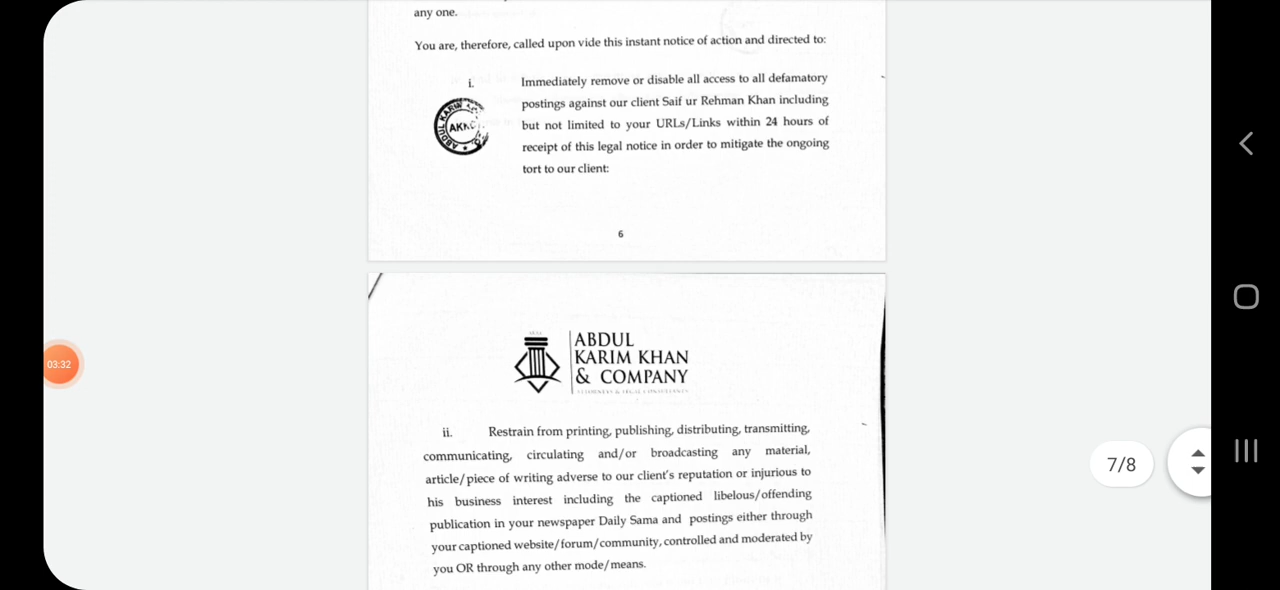 any one.
You are, therefore, called upon vide this instant notice of action and directed to:
i.
Immediately remove or disable all access to all defamatory
postings against our client Saif ur Rehman Khan including
but not limited to your URLs/Links within 24 hours of
receipt of this legal notice in order to mitigate the ongoing
tort to our client:
ABDUL KARIM
AKKC
6
ABDUL
KARIM KHAN
& COMPANY
ATTORNEYS & LEGAL CONSULTANTS
ii. Restrain from printing, publishing, distributing, transmitting,
communicating, circulating and/or broadcasting any material,
article/piece of writing adverse to our client's reputation or injurious to
his business interest including the captioned libelous/offending
publication in your newspaper Daily Sama and postings either through
your captioned website/forum/community, controlled and moderated by
you OR through any other mode/means.
03:32
7/8